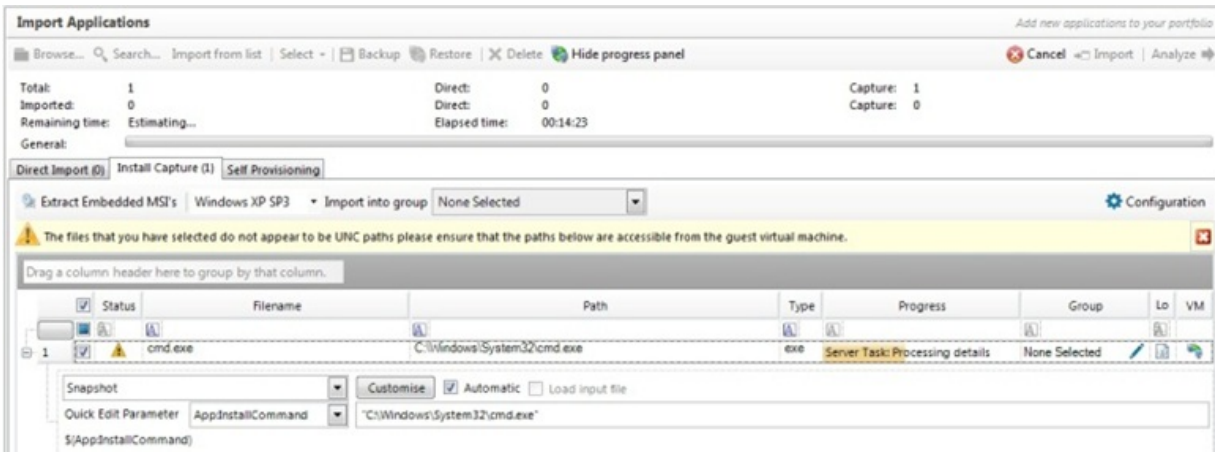 Import Applications
Add new applications to your portfolio
Browse... Search... Import from list | Select | Backup Restore | Delete Hide progress panel
Cancel Import | Analyze
Total: 1 Direct: 0 Capture: 1
Imported: 0 Direct: 0 Capture: 0
Remaining time: Estimating... Elapsed time: 00:14:23
General:
Direct Import (0) Install Capture (1) Self Provisioning
Extract Embedded MSI's Windows XP SP3 Import into group None Selected Configuration
The files that you have selected do not appear to be UNC paths please ensure that the paths below are accessible from the guest virtual machine.
Drag a column header here to group by that column.
Status Filename Path Type Progress Group Lo VM
1 cmd.exe C:\Windows\System32\cmd.exe exe Server Task: Processing details None Selected
Snapshot Customise Automatic Load input file
Quick Edit Parameter AppInstallCommand "C:\Windows\System32\cmd.exe"
$(AppInstallCommand)